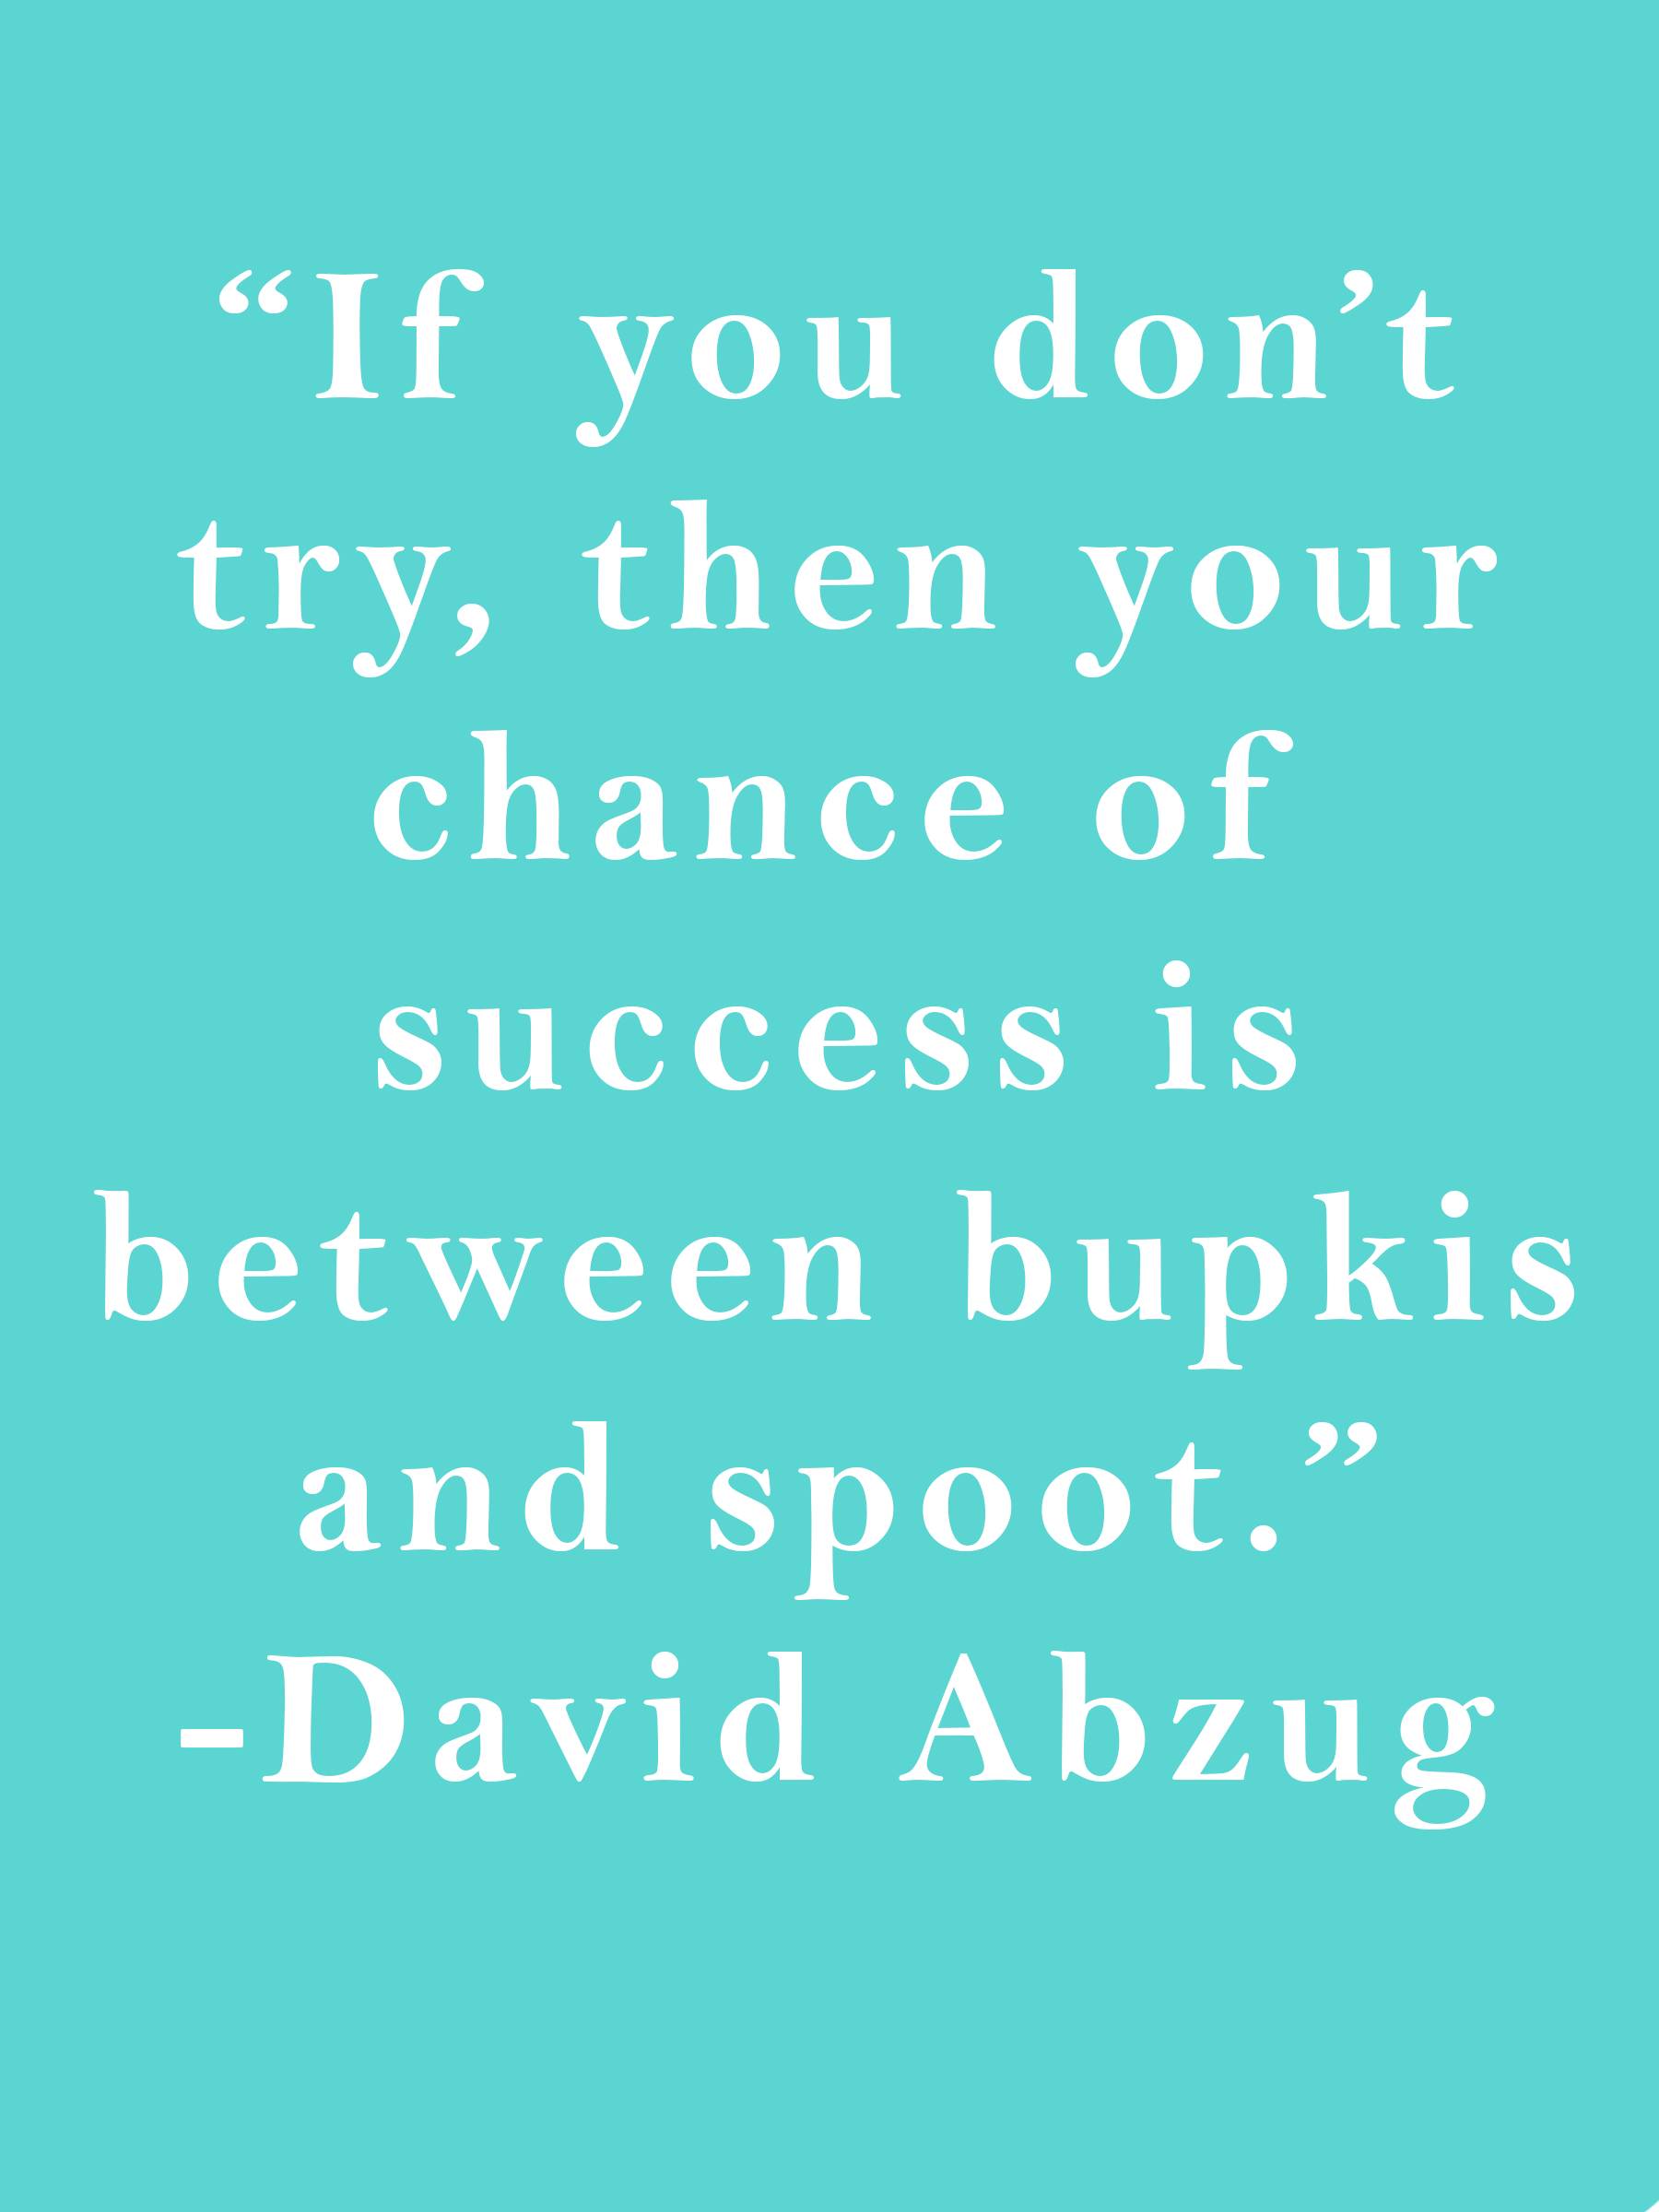 “If you don’t
try, then your
chance of
success is
between bupkis
and spoot.”
-David Abzug